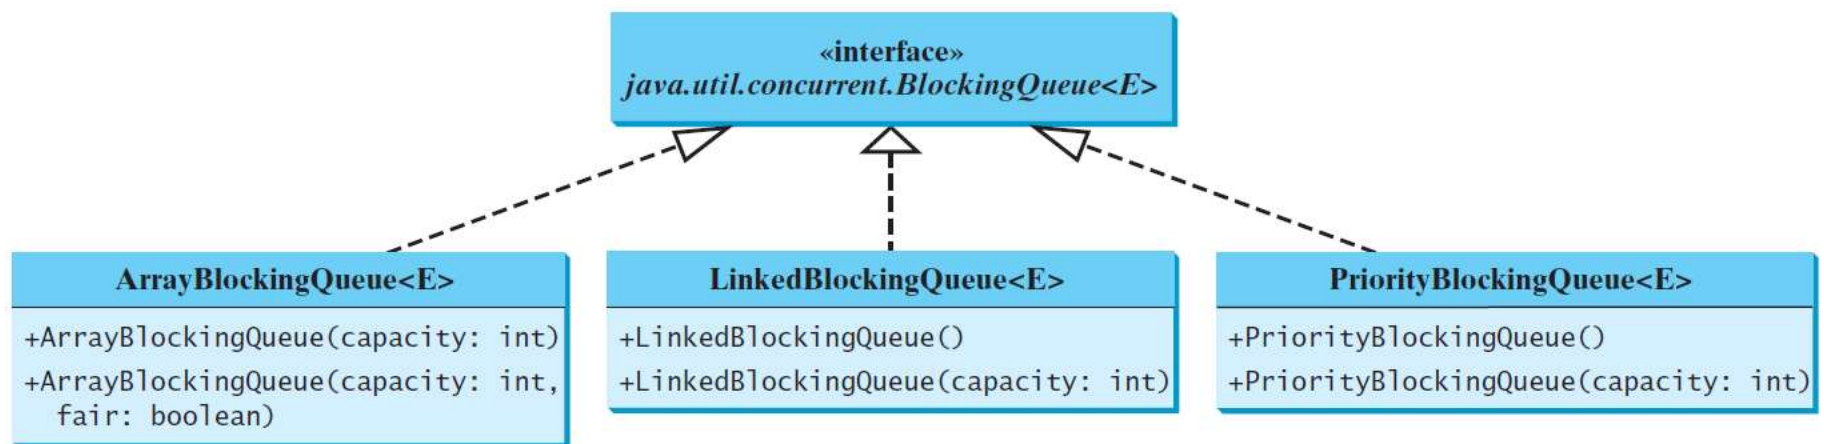 «interface»
java.util.concurrent.BlockingQueue<E>
ArrayBlockingQueue<E>
+ArrayBlockingQueue(capacity: int)
+ArrayBlockingQueue(capacity: int,
fair: boolean)
LinkedBlockingQueue<E>
+LinkedBlockingQueue()
+LinkedBlockingQueue(capacity: int)
PriorityBlockingQueue<E>
+PriorityBlockingQueue()
+PriorityBlockingQueue(capacity: int)